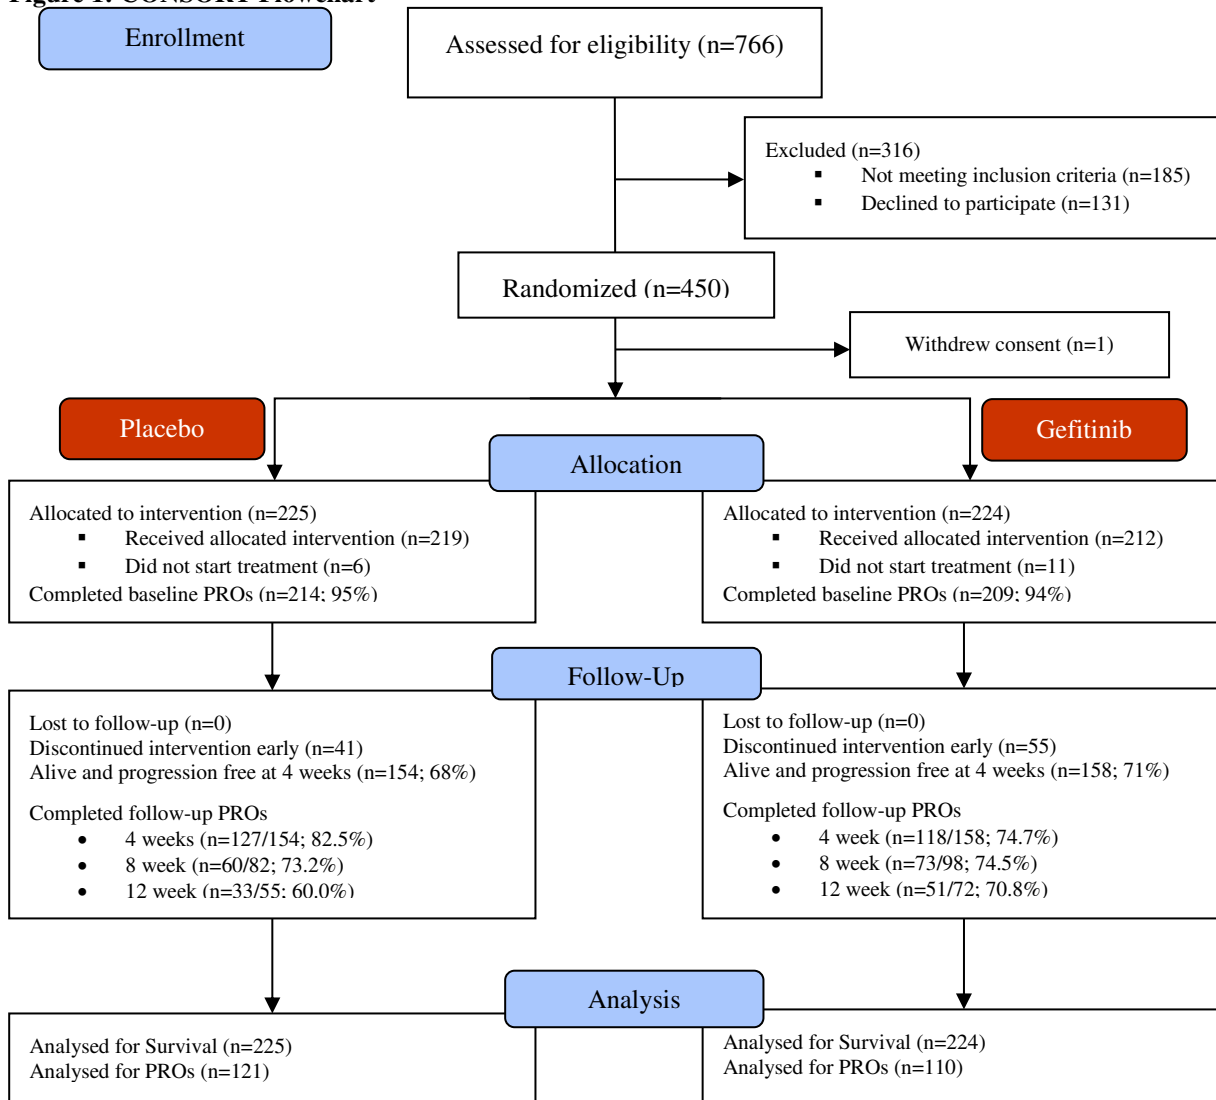 Figure 1: CONSORT Flowchart
Enrollment
Assessed for eligibility (n=766)
Excluded (n=316)
▪ Not meeting inclusion criteria (n=185)
▪ Declined to participate (n=131)
Randomized (n=450)
Withdrew consent (n=1)
Placebo
Gefitinib
Allocation
Allocated to intervention (n=225)
▪ Received allocated intervention (n=219)
▪ Did not start treatment (n=6)
Completed baseline PROs (n=214; 95%)
Allocated to intervention (n=224)
▪ Received allocated intervention (n=212)
▪ Did not start treatment (n=11)
Completed baseline PROs (n=209; 94%)
Follow-Up
Lost to follow-up (n=0)
Discontinued intervention early (n=41)
Alive and progression free at 4 weeks (n=154; 68%)
Completed follow-up PROs
• 4 weeks (n=127/154; 82.5%)
• 8 week (n=60/82; 73.2%)
• 12 week (n=33/55; 60.0%)
Lost to follow-up (n=0)
Discontinued intervention early (n=55)
Alive and progression free at 4 weeks (n=158; 71%)
Completed follow-up PROs
• 4 week (n=118/158; 74.7%)
• 8 week (n=73/98; 74.5%)
• 12 week (n=51/72; 70.8%)
Analysis
Analysed for Survival (n=225)
Analysed for PROs (n=121)
Analysed for Survival (n=224)
Analysed for PROs (n=110)